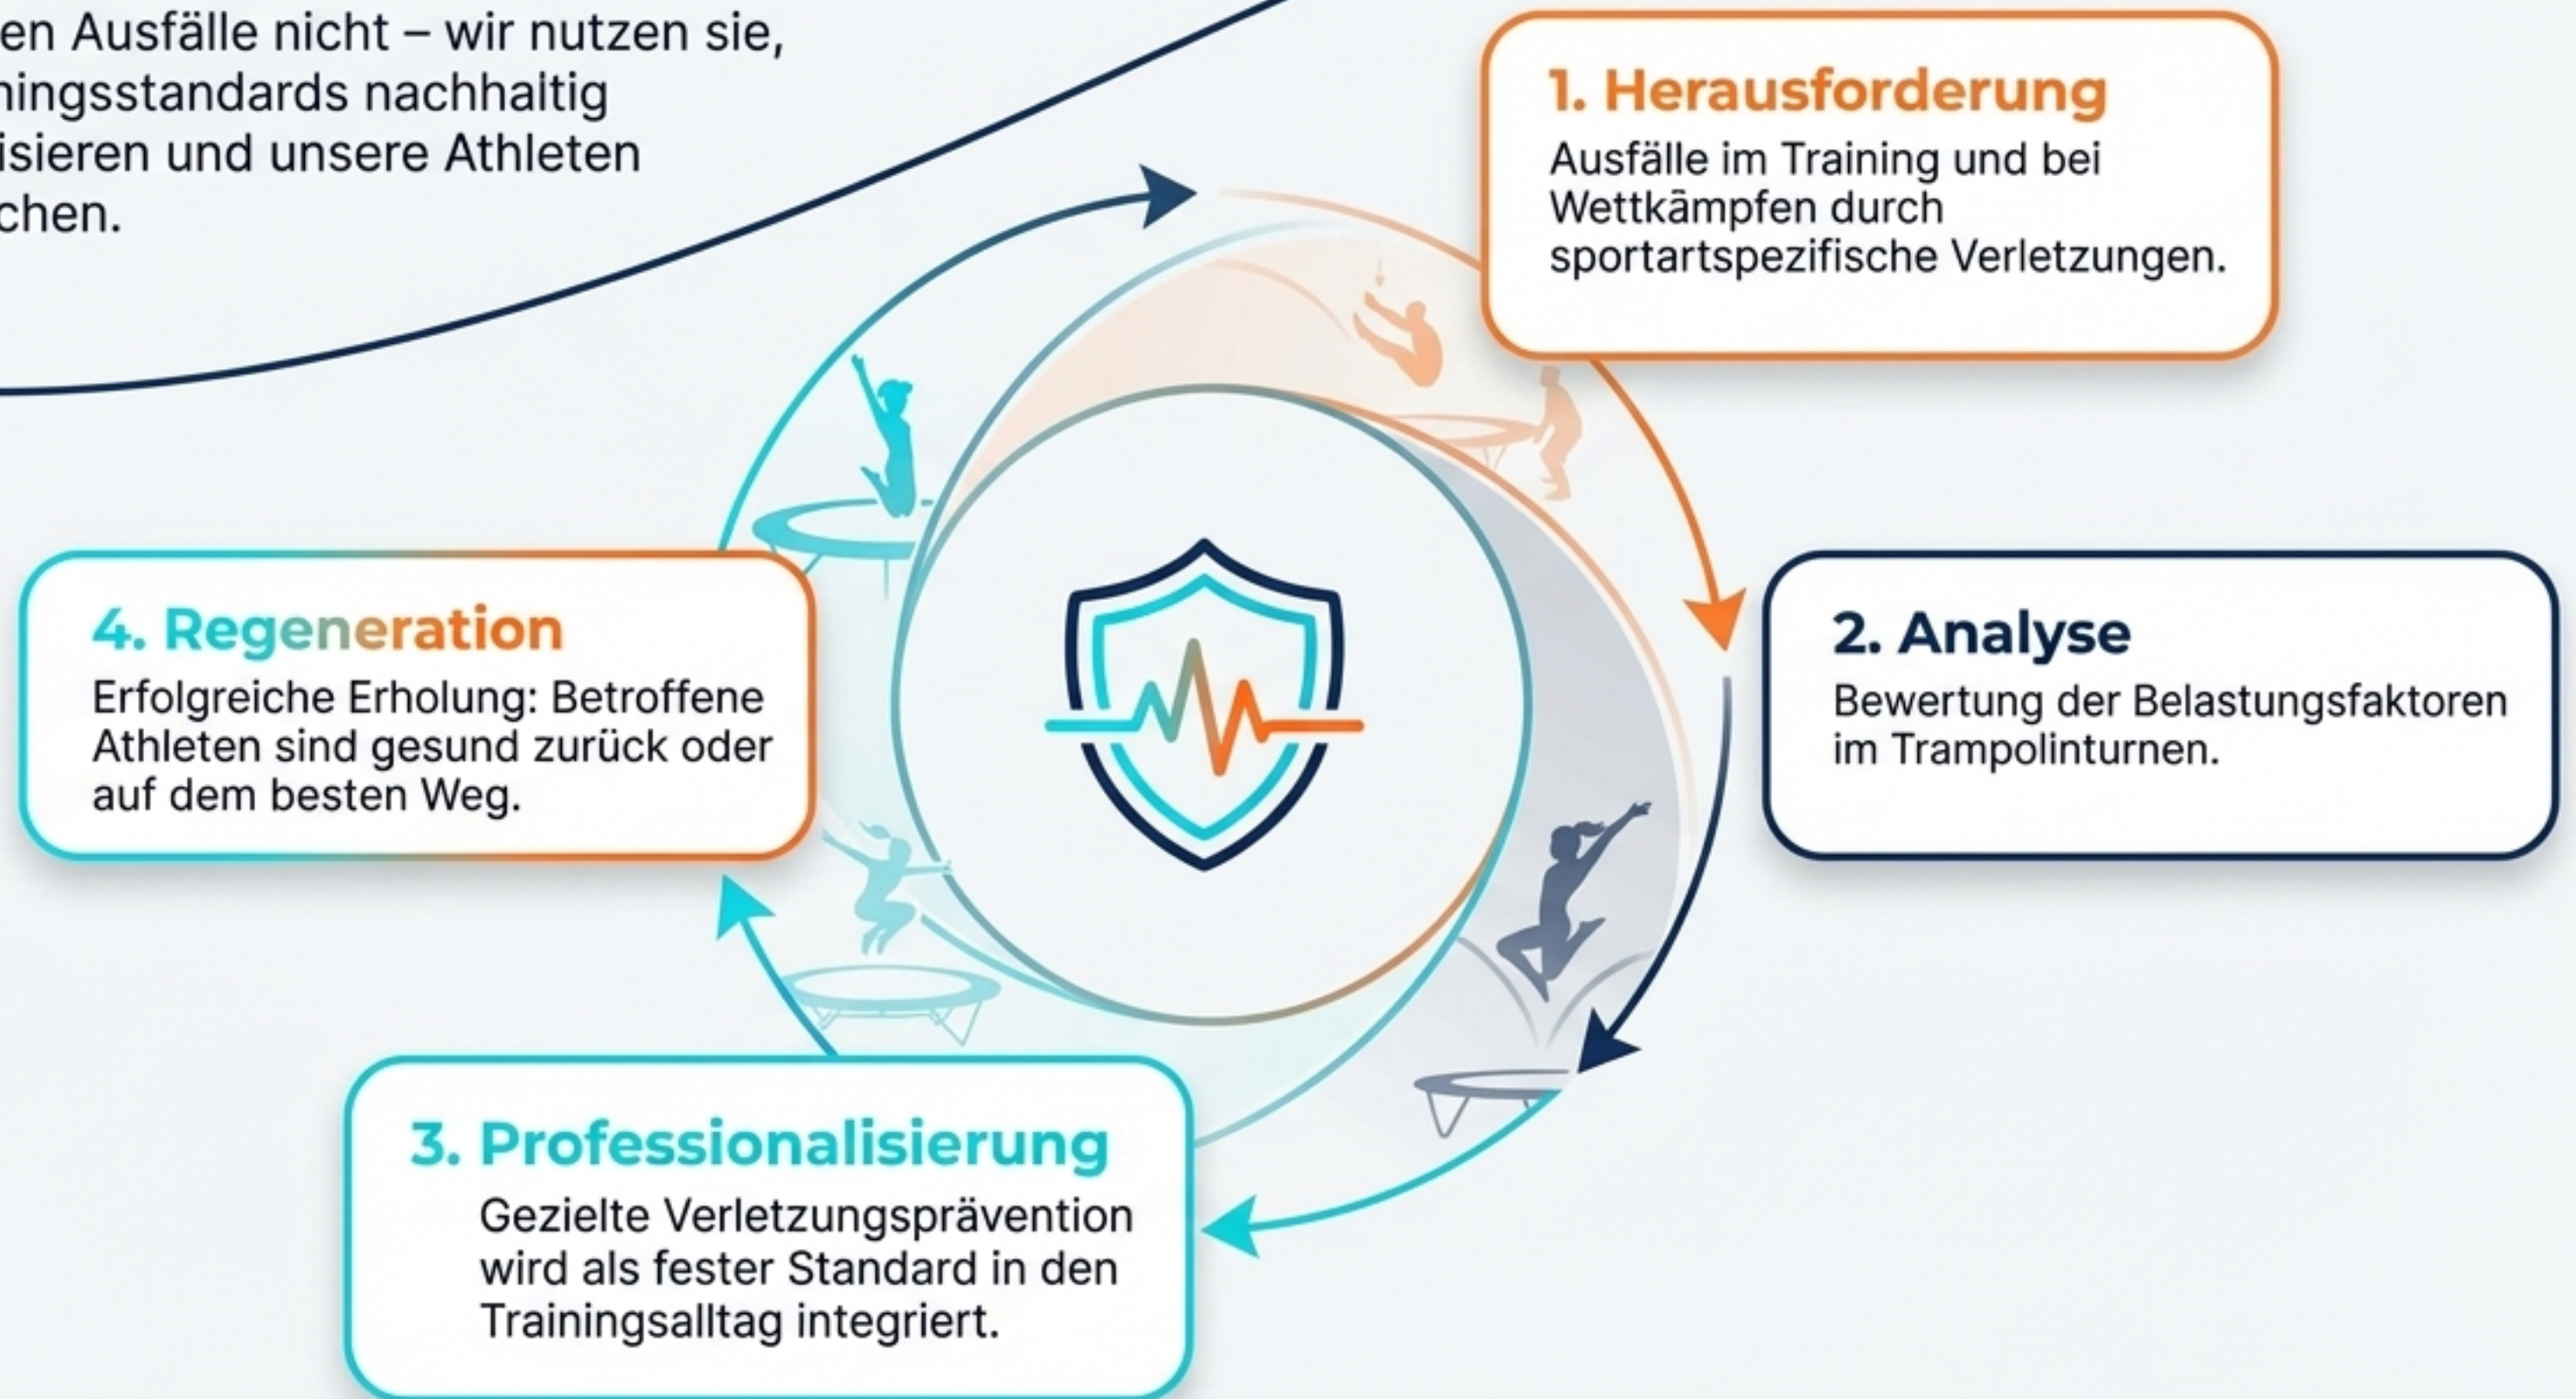 en Ausfälle nicht – wir nutzen sie,
ningsstandards nachhaltig
isieren und unsere Athleten
chen.
1. Herausforderung
Ausfälle im Training und bei
Wettkämpfen durch
sportartspezifische Verletzungen.
2. Analyse
Bewertung der Belastungsfaktoren
im Trampolinturnen.
3. Professionalisierung
Gezielte Verletzungsprävention
wird als fester Standard in den
Trainingsalltag integriert.
4. Regeneration
Erfolgreiche Erholung: Betroffene
Athleten sind gesund zurück oder
auf dem besten Weg.